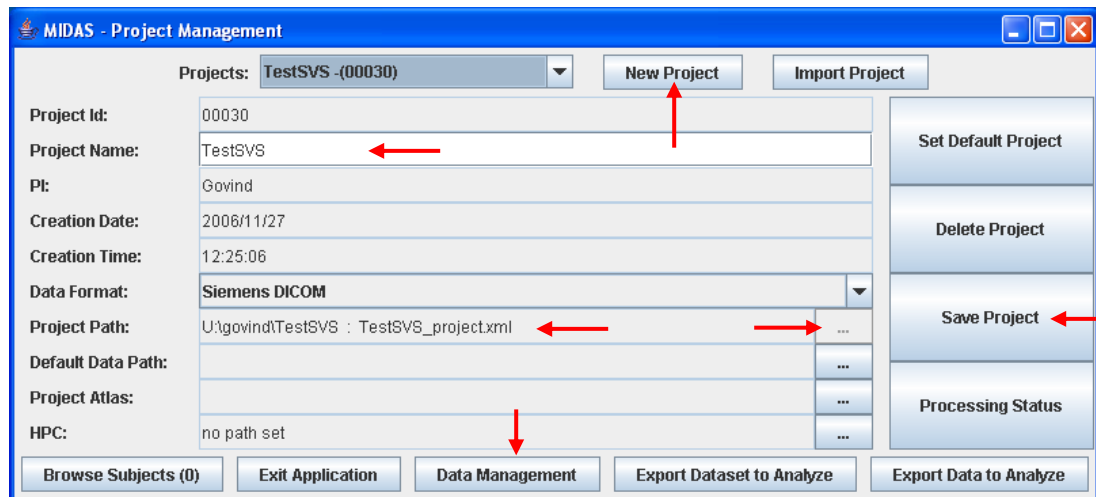 MIDAS - Project Management
Projects: TestSVS -(00030) New Project Import Project
Project Id: 00030
Project Name: TestSVS
Set Default Project
PI: Govind
Creation Date: 2006/11/27
Delete Project
Creation Time: 12:25:06
Data Format: Siemens DICOM
Project Path: U:\govind\TestSVS : TestSVS_project.xml ...
Save Project
Default Data Path: ...
Project Atlas: ...
Processing Status
HPC: no path set ...
Browse Subjects (0) Exit Application Data Management Export Dataset to Analyze Export Data to Analyze